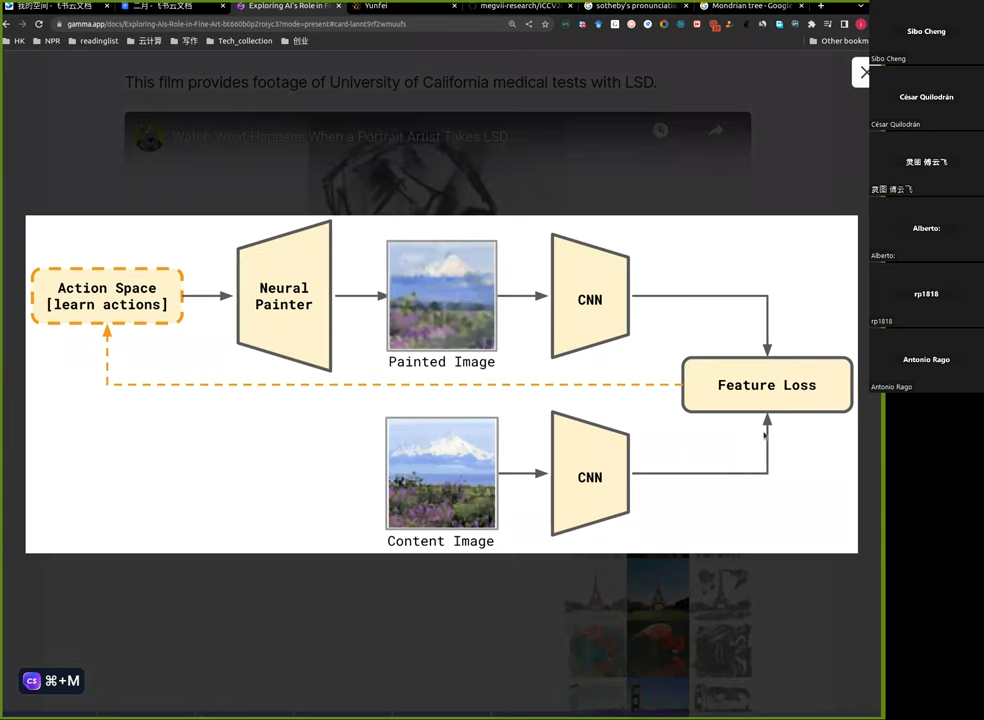 我的空间 - 飞书云文档
二月 - 飞书云文档
Exploring AI's Role in Fi
Yunfei
megvii-research/ICCV2
sotheby's pronunciatio
Mondrian tree - Google
gamma.app/docs/Exploring-AIs-Role-in-Fine-Art-bt660b0p2roiyc3?mode=present#card-lanct9rf2wmuufs
HK
NPR
readinglist
云计算
写作
Tech_collection
创业
Other bookm
This film provides footage of University of California medical tests with LSD.
Watch What Happens When a Portrait Artist Takes LSD.
Action Space
[learn actions]
Neural
Painter
Painted Image
CNN
Feature Loss
Content Image
CNN
CS ⌘+M
Sibo Cheng
Sibo Cheng
César Quilodrán
César Quilodrán
傅云飞
傅云飞
Alberto:
Alberto:
rp1818
rp1818
Antonio Rago
Antonio Rago